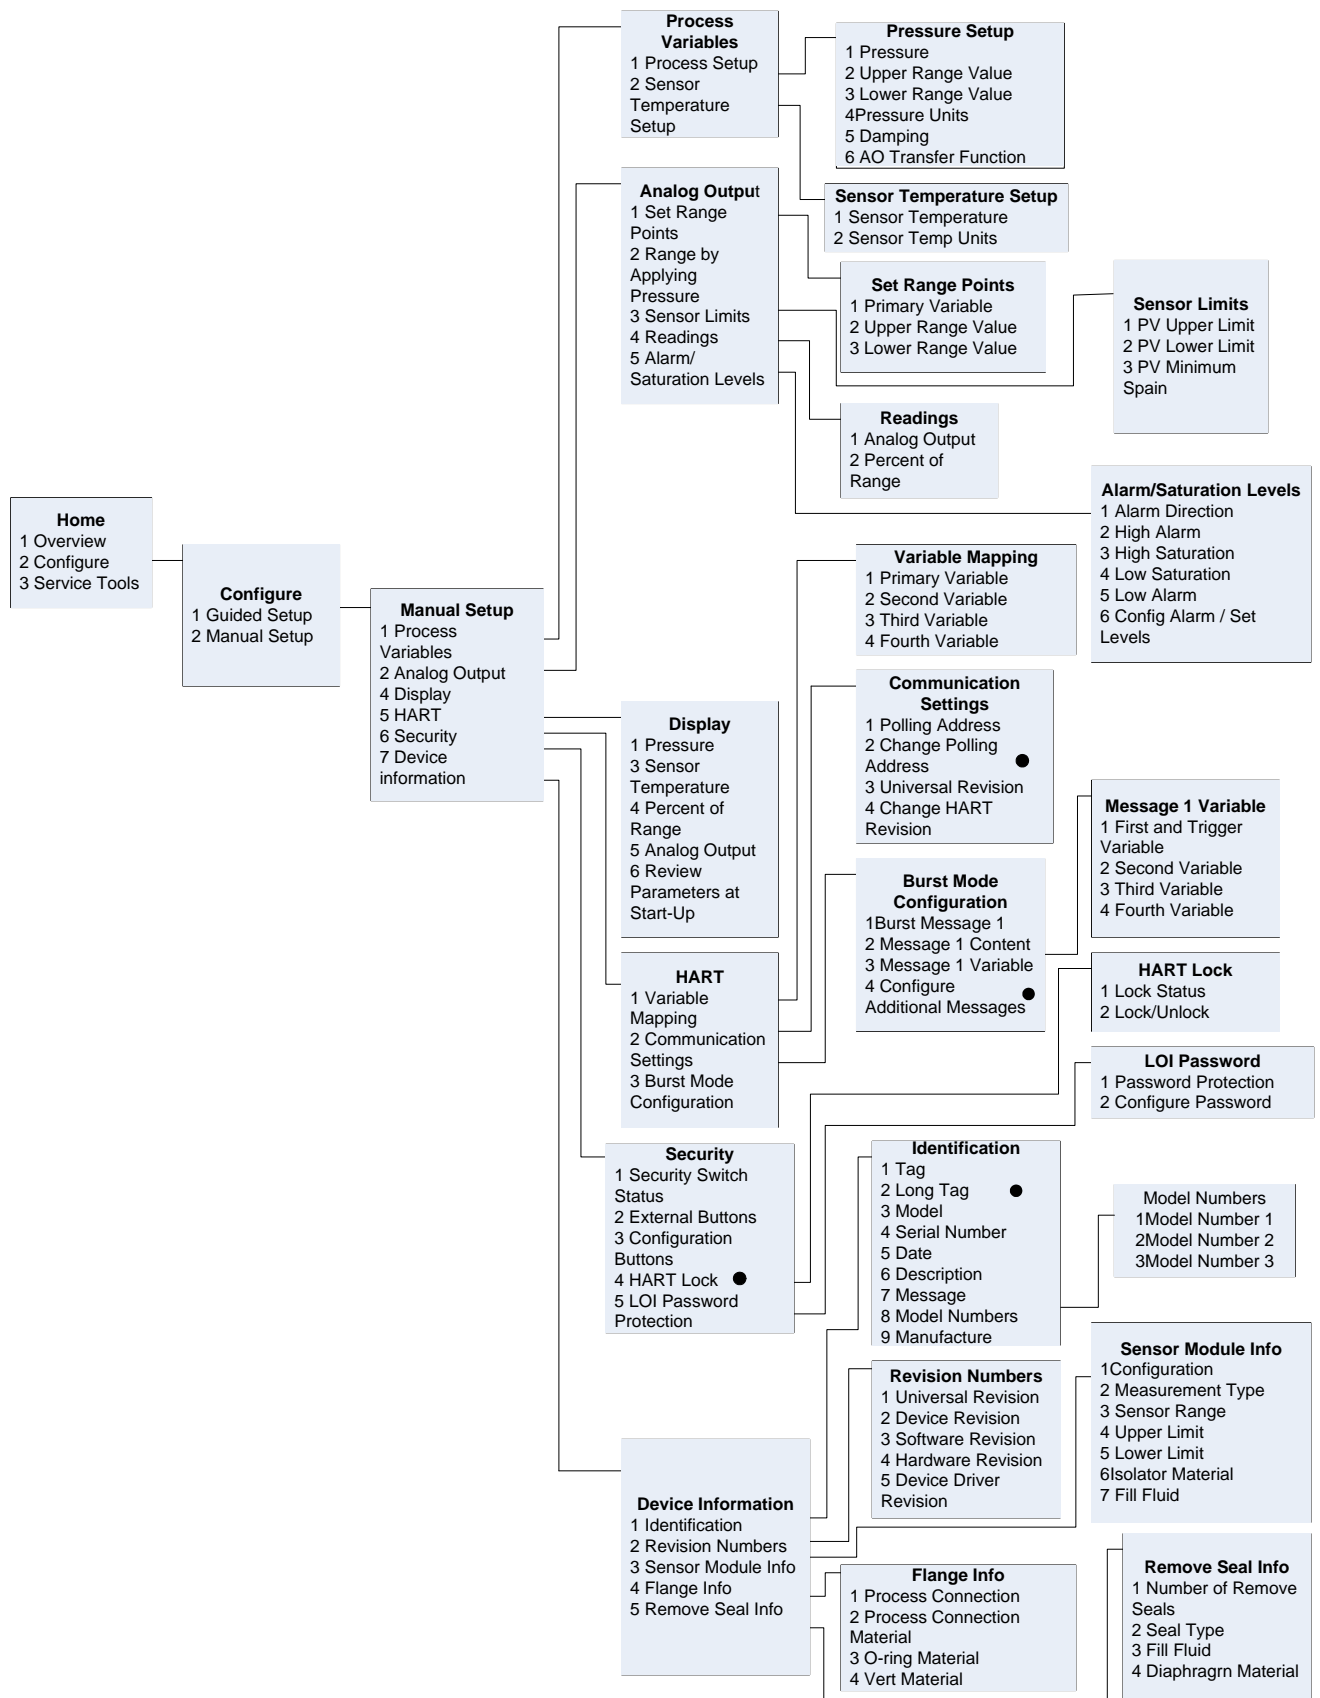 Home
1 Overview
2 Configure
3 Service Tools
Configure
1 Guided Setup
2 Manual Setup
Manual Setup
1 Process
Variables
2 Analog Output
4 Display
5 HART
6 Security
7 Device
information
Process
Variables
1 Process Setup
2 Sensor
Temperature
Setup
Pressure Setup
1 Pressure
2 Upper Range Value
3 Lower Range Value
4Pressure Units
5 Damping
6 AO Transfer Function
Sensor Temperature Setup
1 Sensor Temperature
2 Sensor Temp Units
Analog Output
1 Set Range
Points
2 Range by
Applying
Pressure
3 Sensor Limits
4 Readings
5 Alarm/
Saturation Levels
Set Range Points
1 Primary Variable
2 Upper Range Value
3 Lower Range Value
Sensor Limits
1 PV Upper Limit
2 PV Lower Limit
3 PV Minimum
Spain
Readings
1 Analog Output
2 Percent of
Range
Alarm/Saturation Levels
1 Alarm Direction
2 High Alarm
3 High Saturation
4 Low Saturation
5 Low Alarm
6 Config Alarm / Set
Levels
Display
1 Pressure
3 Sensor
Temperature
4 Percent of
Range
5 Analog Output
6 Review
Parameters at
Start-Up
HART
1 Variable
Mapping
2 Communication
Settings
3 Burst Mode
Configuration
Variable Mapping
1 Primary Variable
2 Second Variable
3 Third Variable
4 Fourth Variable
Communication
Settings
1 Polling Address
2 Change Polling
Address
3 Universal Revision
4 Change HART
Revision
Burst Mode
Configuration
1Burst Message 1
2 Message 1 Content
3 Message 1 Variable
4 Configure
Additional Messages
Message 1 Variable
1 First and Trigger
Variable
2 Second Variable
3 Third Variable
4 Fourth Variable
Security
1 Security Switch
Status
2 External Buttons
3 Configuration
Buttons
4 HART Lock
5 LOI Password
Protection
HART Lock
1 Lock Status
2 Lock/Unlock
LOI Password
1 Password Protection
2 Configure Password
Device Information
1 Identification
2 Revision Numbers
3 Sensor Module Info
4 Flange Info
5 Remove Seal Info
Identification
1 Tag
2 Long Tag
3 Model
4 Serial Number
5 Date
6 Description
7 Message
8 Model Numbers
9 Manufacture
Model Numbers
1Model Number 1
2Model Number 2
3Model Number 3
Revision Numbers
1 Universal Revision
2 Device Revision
3 Software Revision
4 Hardware Revision
5 Device Driver
Revision
Sensor Module Info
1Configuration
2 Measurement Type
3 Sensor Range
4 Upper Limit
5 Lower Limit
6Isolator Material
7 Fill Fluid
Flange Info
1 Process Connection
2 Process Connection
Material
3 O-ring Material
4 Vert Material
Remove Seal Info
1 Number of Remove
Seals
2 Seal Type
3 Fill Fluid
4 Diaphragrn Material